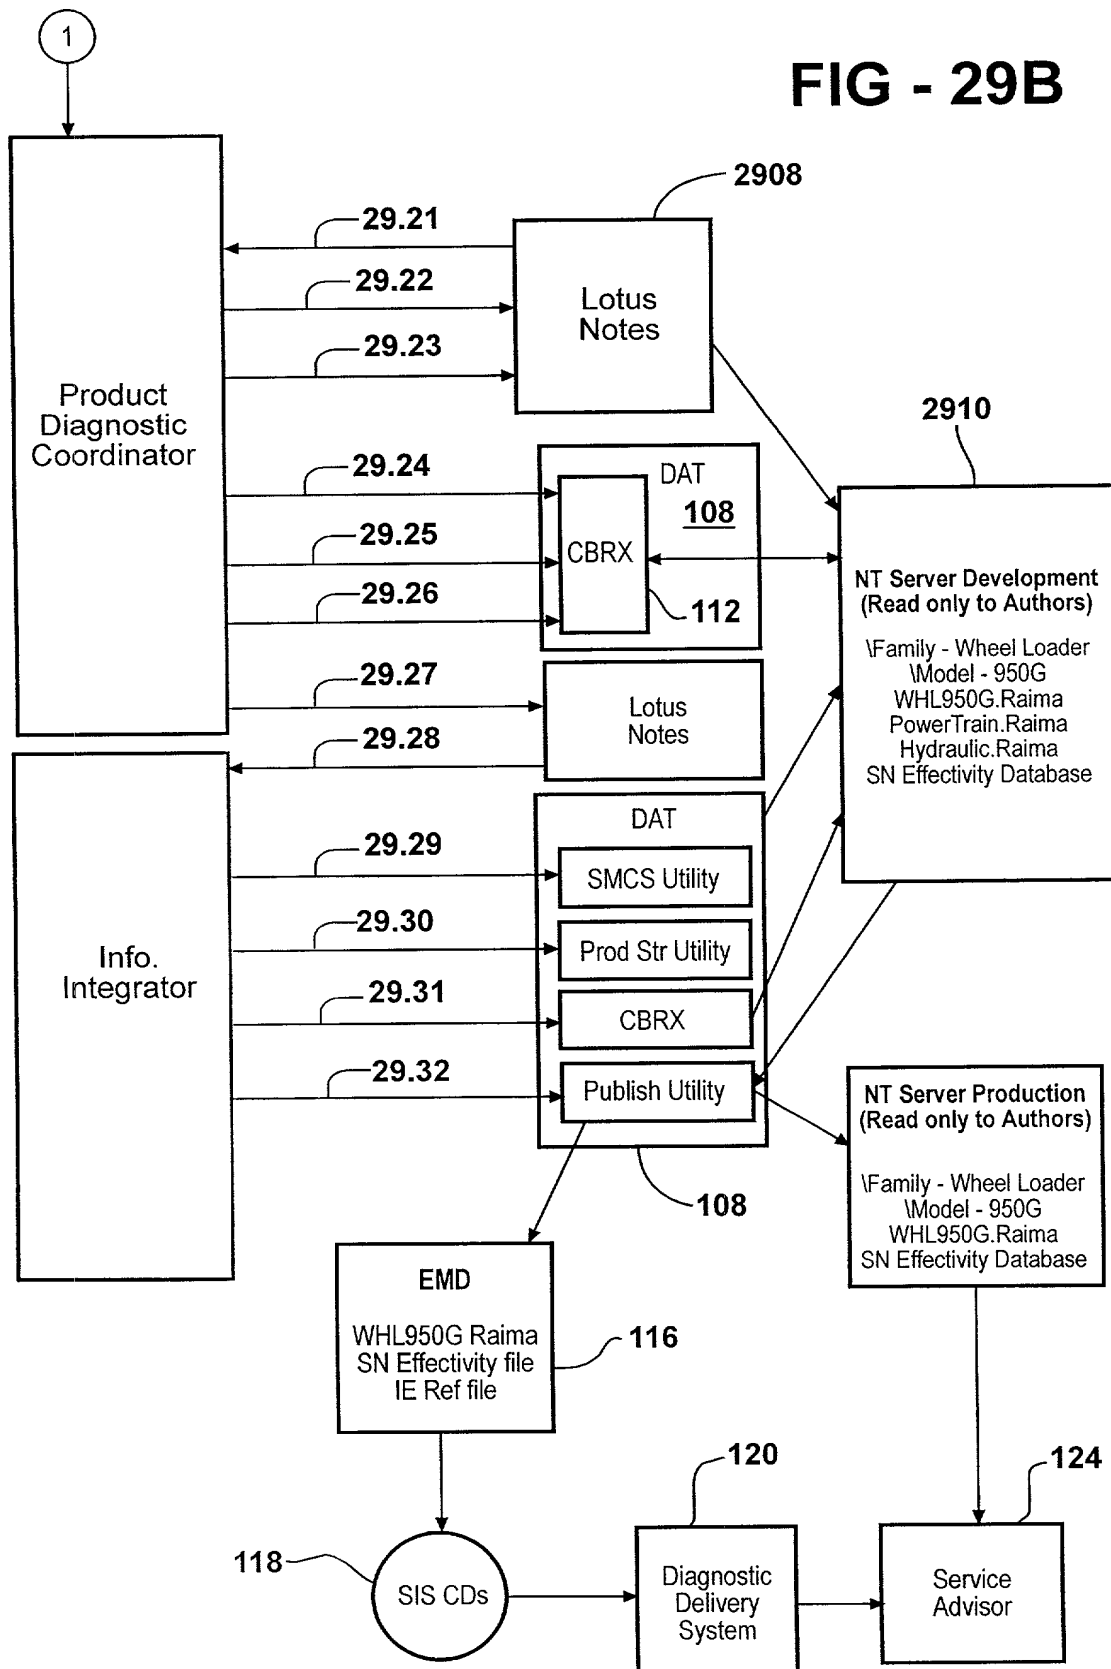 1
FIG - 29B
2908
29.21
29.22
29.23
Lotus
Notes
Product
Diagnostic
Coordinator
2910
29.24
29.25
29.26
DAT
108
CBRX
112
NT Server Development
(Read only to Authors)
\Family - Wheel Loader
\Model - 950G
WHL950G.Raima
PowerTrain.Raima
Hydraulic.Raima
SN Effectivity Database
29.27
29.28
Lotus
Notes
Info.
Integrator
29.29
29.30
29.31
29.32
DAT
SMCS Utility
Prod Str Utility
CBRX
Publish Utility
108
NT Server Production
(Read only to Authors)
\Family - Wheel Loader
\Model - 950G
WHL950G.Raima
SN Effectivity Database
EMD
WHL950G Raima
SN Effectivity file
IE Ref file
116
118
SIS CDs
120
Diagnostic
Delivery
System
124
Service
Advisor